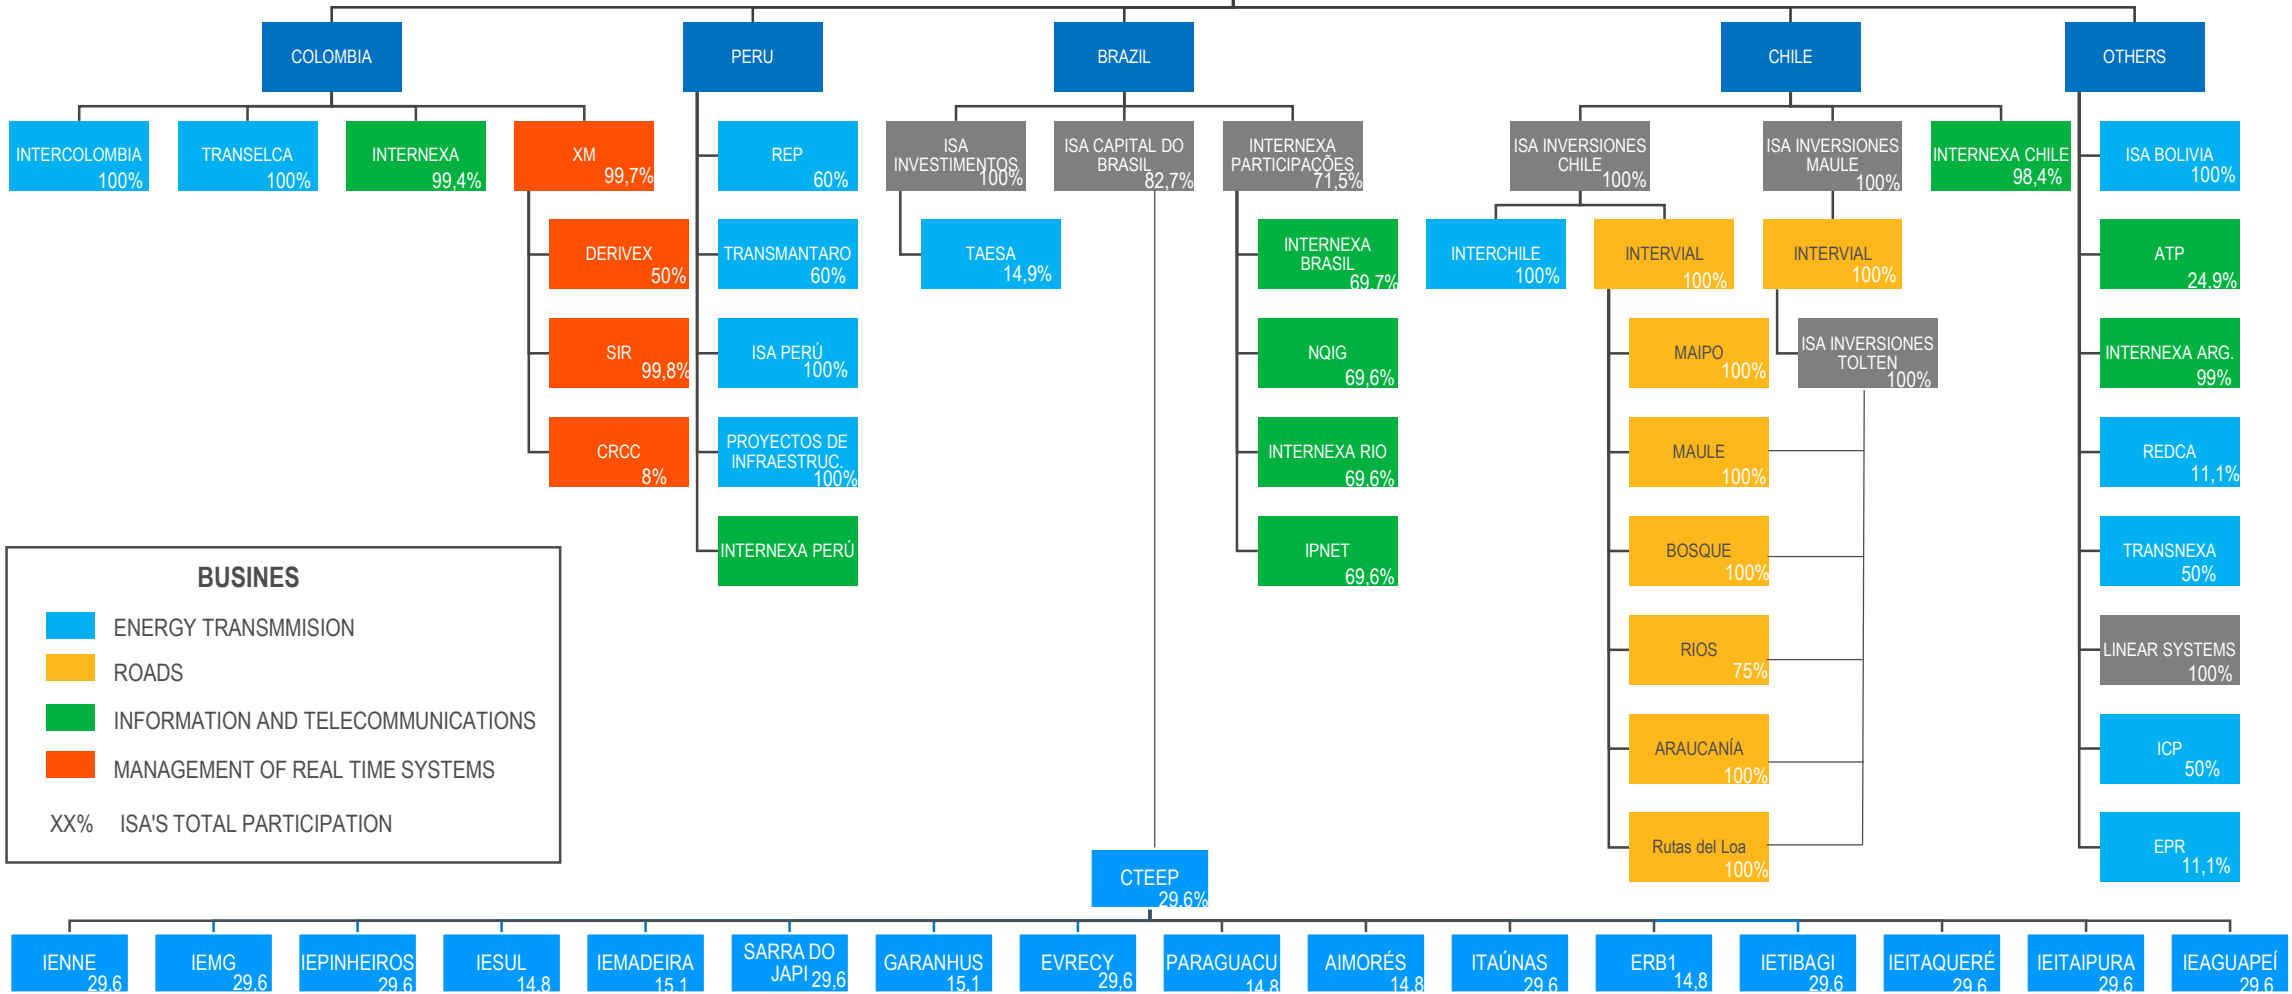 COLOMBIA
PERU
BRAZIL
CHILE
OTHERS
INTERCOLOMBIA
100%
TRANSELCA
100%
INTERNEXA
99,4%
XM
99,7%
DERIVEX
50%
SIR
99,8%
CRCC
8%
REP
60%
TRANSMANTARO
60%
ISA PERÚ
100%
PROYECTOS DE
INFRAESTRUC.
100%
INTERNEXA PERÚ
ISA
INVESTIMENTOS
100%
TAESA
14,9%
ISA CAPITAL DO
BRASIL
82,7%
INTERNEXA
PARTICIPAÇÕES
71,5%
INTERNEXA
BRASIL
69,7%
NQIG
69,6%
INTERNEXA RIO
69,6%
IPNET
69,6%
ISA INVERSIONES
CHILE
100%
INTERCHILE
100%
INTERVIAL
100%
MAIPO
100%
MAULE
100%
BOSQUE
100%
RIOS
75%
ARAUCANÍA
100%
Rutas del Loa
100%
ISA INVERSIONES
MAULE
100%
INTERVIAL
100%
ISA INVERSIONES
TOLTEN
100%
INTERNEXA CHILE
98,4%
ISA BOLIVIA
100%
ATP
24,9%
INTERNEXA ARG.
99%
REDCA
11,1%
TRANSNEXA
50%
LINEAR SYSTEMS
100%
ICP
50%
EPR
11,1%
BUSINES
ENERGY TRANSMMISION
ROADS
INFORMATION AND TELECOMMUNICATIONS
MANAGEMENT OF REAL TIME SYSTEMS
XX% ISA'S TOTAL PARTICIPATION
CTEEP
29,6%
IENNE
29,6
IEMG
29,6
IEPINHEIROS
29,6
IESUL
14,8
IEMADEIRA
15,1
SARRA DO
JAPI 29,6
GARANHUS
15,1
EVRECY
29,6
PARAGUACU
14,8
AIMORÉS
14,8
ITAÚNAS
29,6
ERB1
14,8
IETIBAGI
29,6
IEITAQUERÉ
29,6
IEITAIPURA
29,6
IEAGUAPEÍ
29,6